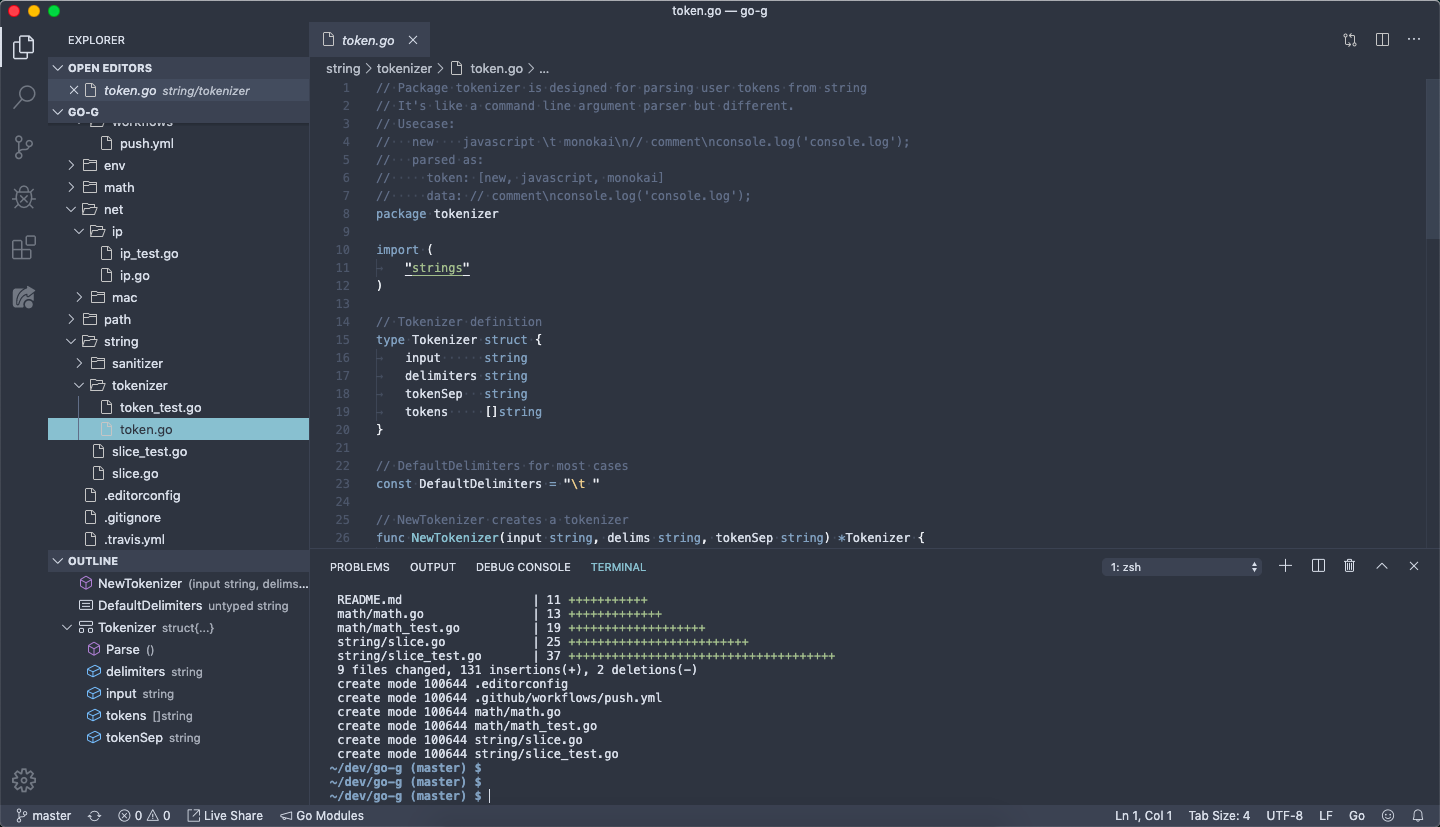 token.go — go-g
EXPLORER
OPEN EDITORS
token.go string/tokenizer
GO-G
workflows
push.yml
env
math
net
ip
ip_test.go
ip.go
mac
path
string
sanitizer
tokenizer
token_test.go
token.go
slice_test.go
slice.go
.editorconfig
.gitignore
.travis.yml
OUTLINE
NewTokenizer (input string, delims...
DefaultDelimiters untyped string
Tokenizer struct{...}
Parse ()
delimiters string
input string
tokens []string
tokenSep string
token.go
string > tokenizer > token.go > ...
1 // Package tokenizer is designed for parsing user tokens from string
2 // It's like a command line argument parser but different.
3 // Usecase:
4 //   new    javascript \t monokai\n// comment\nconsole.log('console.log');
5 //   parsed as:
6 //     token: [new, javascript, monokai]
7 //     data: // comment\nconsole.log('console.log');
8 package tokenizer
9
10 import (
11 "strings"
12 )
13
14 // Tokenizer definition
15 type Tokenizer struct {
16 input      string
17 delimiters string
18 tokenSep   string
19 tokens     []string
20 }
21
22 // DefaultDelimiters for most cases
23 const DefaultDelimiters = "\t "
24
25 // NewTokenizer creates a tokenizer
26 func NewTokenizer(input string, delims string, tokenSep string) *Tokenizer {
PROBLEMS OUTPUT DEBUG CONSOLE TERMINAL 1: zsh
README.md | 11 +++++++++++
math/math.go | 13 +++++++++++++
math/math_test.go | 19 +++++++++++++++++++
string/slice.go | 25 +++++++++++++++++++++++++
string/slice_test.go | 37 +++++++++++++++++++++++++++++++++++++
9 files changed, 131 insertions(+), 2 deletions(-)
create mode 100644 .editorconfig
create mode 100644 .github/workflows/push.yml
create mode 100644 math/math.go
create mode 100644 math/math_test.go
create mode 100644 string/slice.go
create mode 100644 string/slice_test.go
~/dev/go-g (master) $
~/dev/go-g (master) $
~/dev/go-g (master) $
master 0 0 Live Share Go Modules Ln 1, Col 1 Tab Size: 4 UTF-8 LF Go